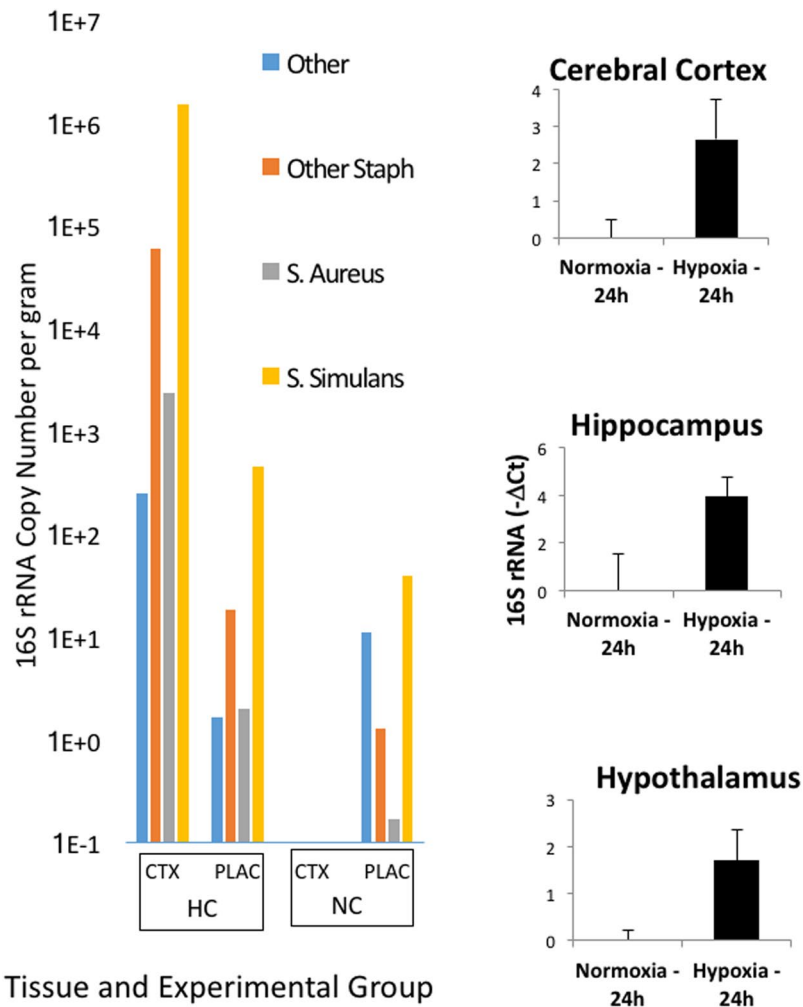 1E+7
1E+6
1E+5
1E+4
1E+3
1E+2
1E+1
1E+0
1E-1
16S rRNA Copy Number per gram
Other
Other Staph
S. Aureus
S. Simulans
CTX PLAC
HC
CTX PLAC
NC
Tissue and Experimental Group
Cerebral Cortex
4
3
2
1
0
Normoxia - Hypoxia -
24h 24h
Hippocampus
16S rRNA (-ΔCt)
6
4
2
0
Normoxia - Hypoxia -
24h 24h
Hypothalamus
3
2
1
0
Normoxia - Hypoxia -
24h 24h